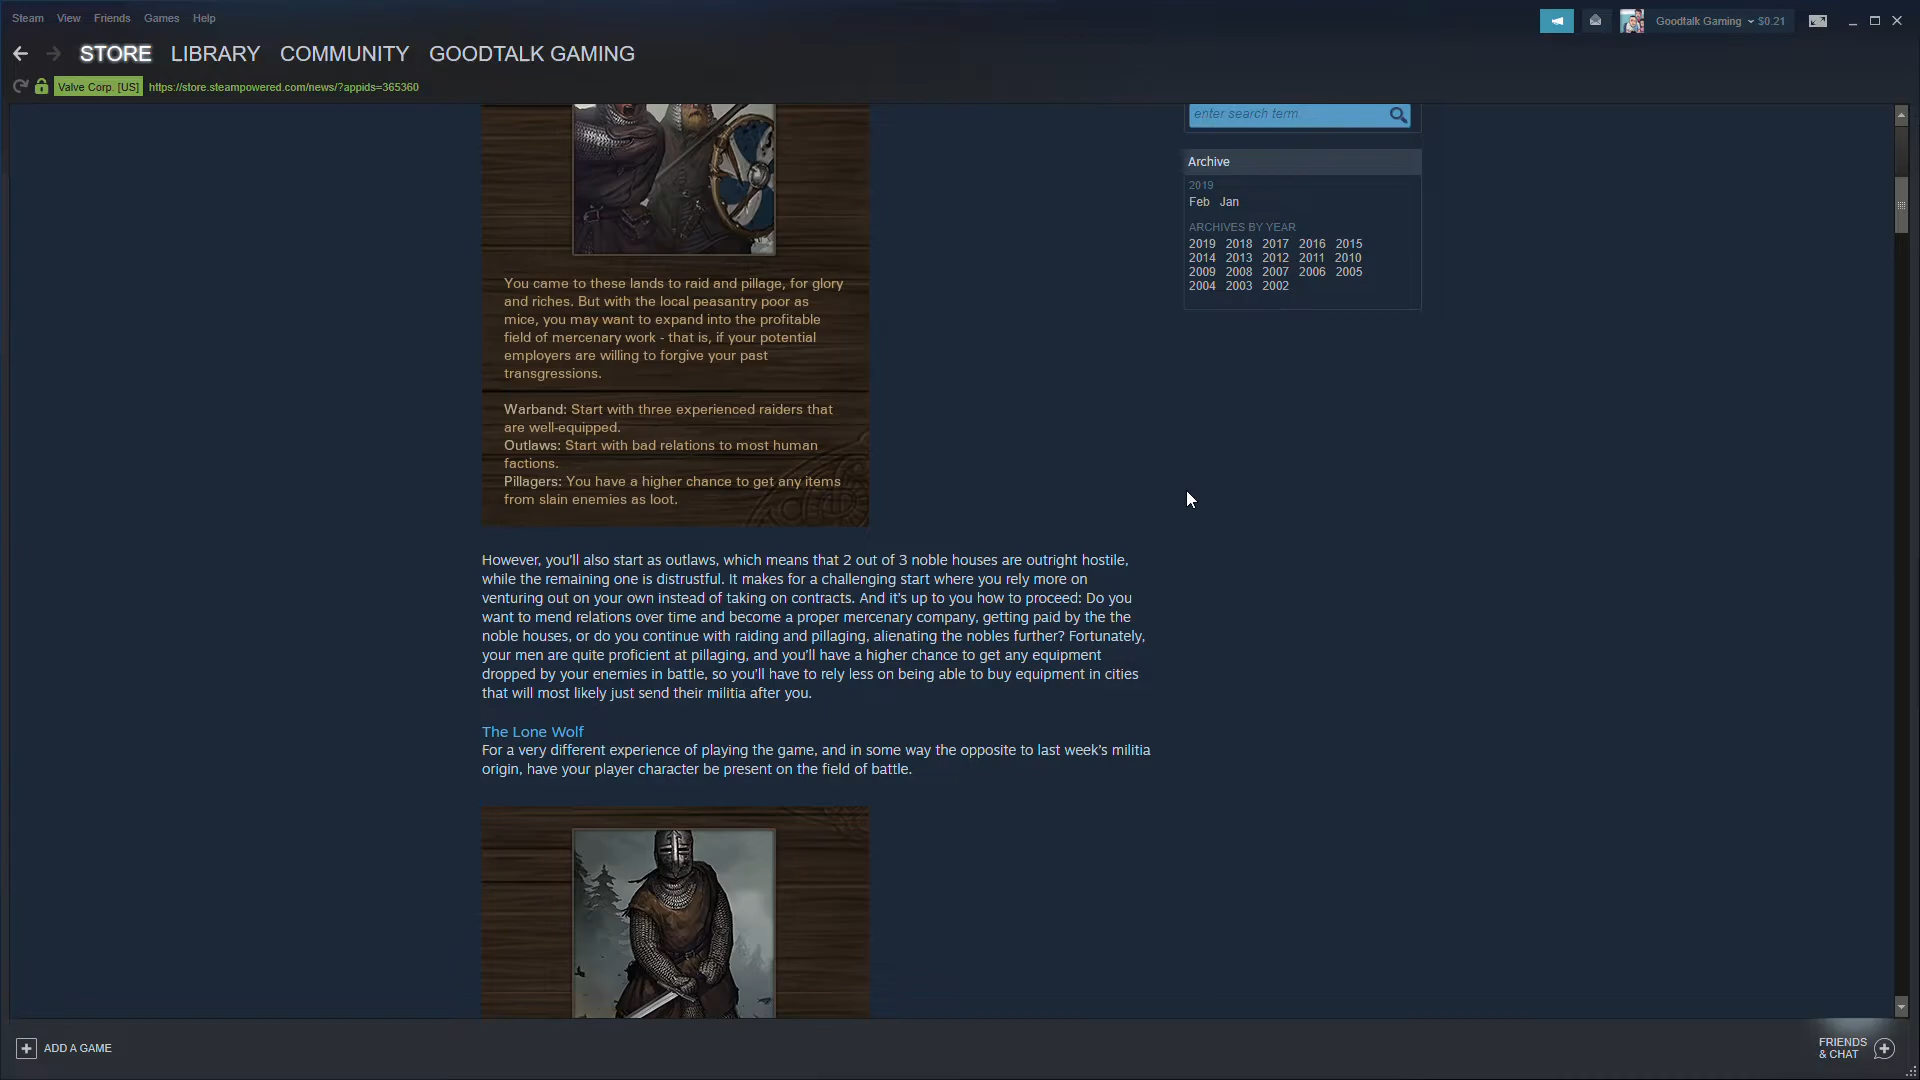 Steam View Friends Games Help
Goodtalk Gaming $0.21
STORE LIBRARY COMMUNITY GOODTALK GAMING
Valve Corp. [US] https://store.steampowered.com/news/?appids=365360
enter search term
Archive
2019
Feb Jan
ARCHIVES BY YEAR
2019 2018 2017 2016 2015
2014 2013 2012 2011 2010
2009 2008 2007 2006 2005
2004 2003 2002
You came to these lands to raid and pillage, for glory
and riches. But with the local peasantry poor as
mice, you may want to expand into the profitable
field of mercenary work - that is, if your potential
employers are willing to forgive your past
transgressions.
Warband: Start with three experienced raiders that
are well-equipped.
Outlaws: Start with bad relations to most human
factions.
Pillagers: You have a higher chance to get any items
from slain enemies as loot.
However, you'll also start as outlaws, which means that 2 out of 3 noble houses are outright hostile,
while the remaining one is distrustful. It makes for a challenging start where you rely more on
venturing out on your own instead of taking on contracts. And it's up to you how to proceed: Do you
want to mend relations over time and become a proper mercenary company, getting paid by the the
noble houses, or do you continue with raiding and pillaging, alienating the nobles further? Fortunately,
your men are quite proficient at pillaging, and you'll have a higher chance to get any equipment
dropped by your enemies in battle, so you'll have to rely less on being able to buy equipment in cities
that will most likely just send their militia after you.
The Lone Wolf
For a very different experience of playing the game, and in some way the opposite to last week's militia
origin, have your player character be present on the field of battle.
ADD A GAME
FRIENDS
& CHAT